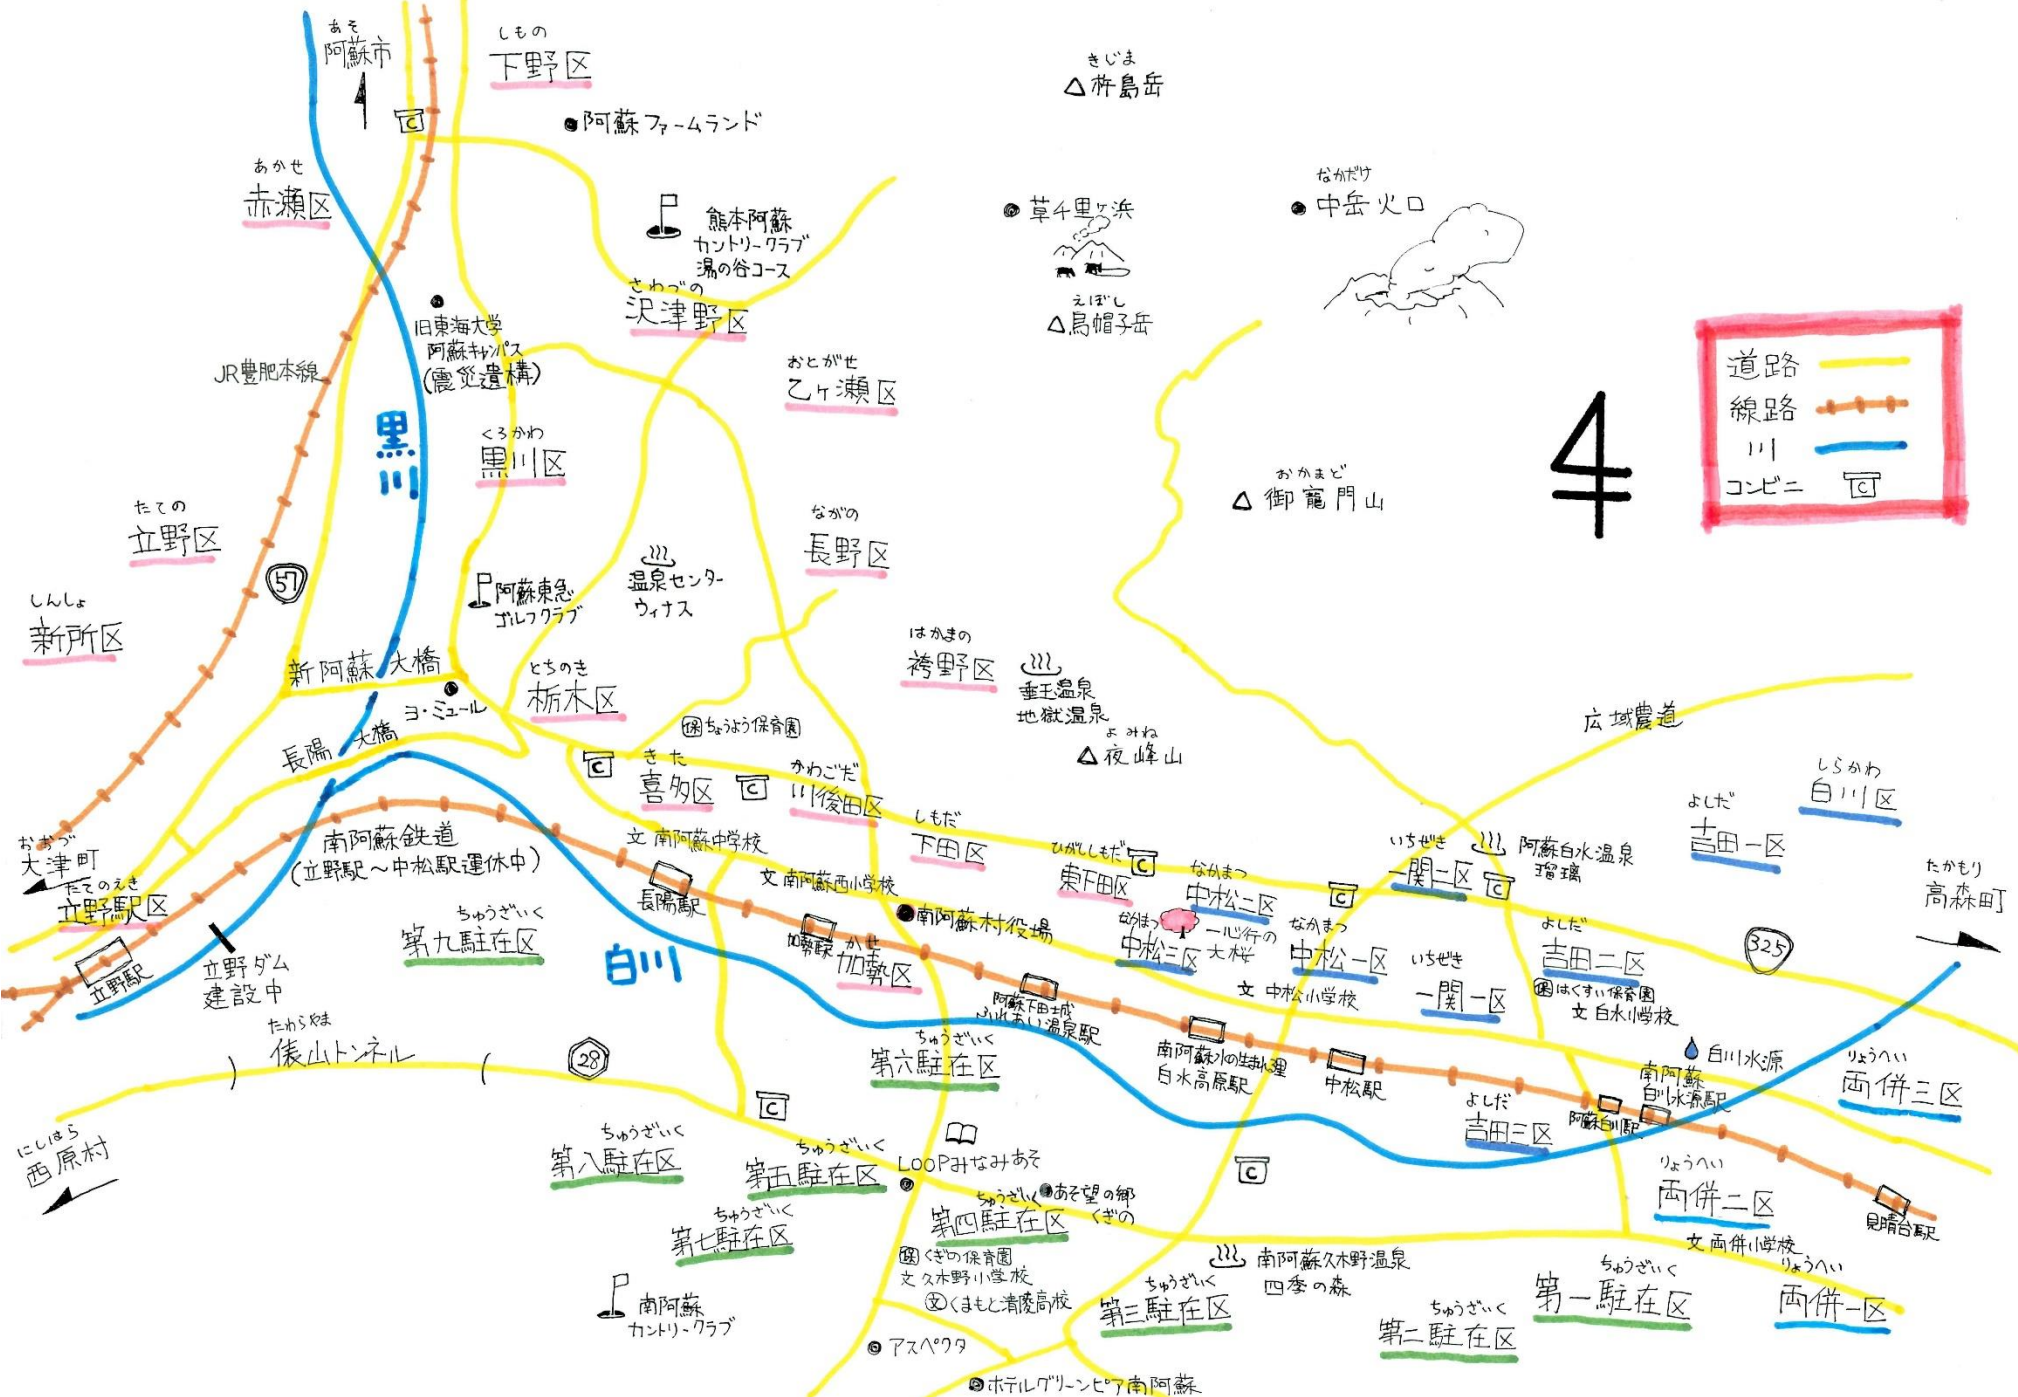 あそ
阿蘇市
しもの
下野区
阿蘇ファームランド
きじま
杵島岳
あかせ
赤瀬区
熊本阿蘇
カントリークラブ
湯の谷コース
草千里ヶ浜
なかだけ
中岳火口
さわづの
沢津野区
えぼし
烏帽子岳
旧東海大学
阿蘇キャンパス
(震災遺構)
JR豊肥本線
おとがせ
乙ヶ瀬区
道路
線路
川
コンビニ
C
黒川
くろかわ
黒川区
おかまど
御竈門山
たての
立野区
ながの
長野区
57
温泉センター
ウィナス
阿蘇東急
ゴルフクラブ
しんしょ
新所区
はかまの
袴野区
垂玉温泉
地獄温泉
新阿蘇大橋
とちのき
栃木区
ヨ・ミュール
保 ちょうよう保育園
よみね
夜峰山
広域農道
長陽大橋
C
きた
喜多区
C
かわごだ
川後田区
しらかわ
白川区
よしだ
吉田一区
おおづ
大津町
南阿蘇鉄道
(立野駅～中松駅運休中)
文 南阿蘇中学校
しもだ
下田区
ひがししもだ
東下田区
C
なかまつ
中松二区
いちぜき
一関二区
阿蘇白水温泉
瑠璃
C
C
たかもり
高森町
たてのえき
立野駅区
長陽駅
文 南阿蘇西小学校
南阿蘇村役場
なかまつ
中松三区
一心行の
大桜
なかまつ
中松一区
よしだ
吉田二区
325
ちゅうざいく
第九駐在区
白川
加勢駅
かせ
加勢区
立野駅
立野ダム
建設中
いちぜき
一関一区
文 中松小学校
保 はくすい保育園
文 白水小学校
阿蘇下田城
ふれあい温泉駅
たわらやま
俵山トンネル
28
ちゅうざいく
第六駐在区
南阿蘇水の生まれる里
白水高原駅
中松駅
白川水源
南阿蘇
白川水源駅
りょうへい
両併三区
よしだ
吉田三区
阿蘇白川駅
C
にしはら
西原村
ちゅうざいく
第八駐在区
ちゅうざいく
第五駐在区
LOOPみなみあそ
C
りょうへい
両併二区
見晴台駅
ちゅうざいく
第七駐在区
ちゅうざいく
第四駐在区
あそ望の郷
くぎの
文 両併小学校
保 くぎの保育園
文 久木野小学校
文 くまもと清陵高校
南阿蘇久木野温泉
四季の森
ちゅうざいく
第三駐在区
ちゅうざいく
第二駐在区
ちゅうざいく
第一駐在区
りょうへい
両併一区
南阿蘇
カントリークラブ
アスペクタ
ホテルグリーンピア南阿蘇